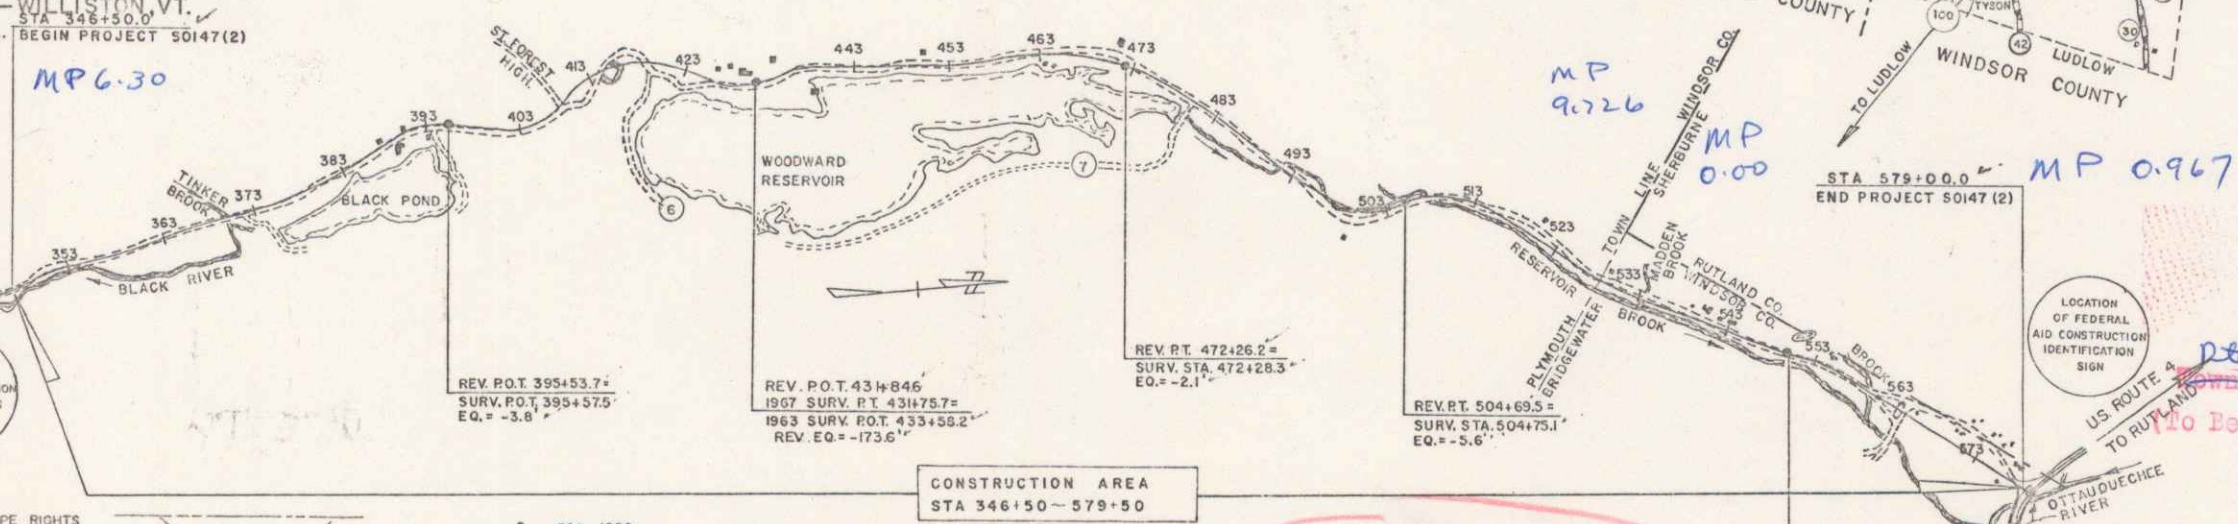 WILLISTON, VT.
STA 346+50.0
BEGIN PROJECT S0147(2)
MP 6.30
353
363
373
383
393
403
413
423
443
453
463
473
483
493
503
513
523
533
543
553
563
573
TINKER
BROOK
BLACK POND
BLACK RIVER
ST. FOREST
HIGH
WOODWARD
RESERVOIR
6
7
REV. P.O.T. 395+53.7=
SURV. P.O.T. 395+57.5
EQ.= -3.8'
REV. P.O.T. 431+84.6
1967 SURV. P.T. 431+75.7=
1963 SURV. P.O.T. 433+58.2
REV. EQ.= -173.6'
REV. P.T. 472+26.2=
SURV. STA. 472+28.3
EQ.= -2.1'
REV. P.T. 504+69.5=
SURV. STA. 504+75.1
EQ.= -5.6'
CONSTRUCTION AREA
STA 346+50~579+50
MP
9.726
MP
0.00
TOWN LINE WINDSOR CO.
SHERBURNE
PLYMOUTH
BRIDGEWATER
RESERVOIR
BROOK
MADDEN
BROOK
RUTLAND CO.
WINDSOR CO.
BROOK
COUNTY
TYSON
100
42
30
LUDLOW
WINDSOR COUNTY
TO LUDLOW
STA 579+00.0
END PROJECT S0147 (2)
MP 0.967
LOCATION
OF FEDERAL
AID CONSTRUCTION
IDENTIFICATION
SIGN
U.S. ROUTE 4
TO RUTLAND
(To Be
OTTAUQUECHEE
RIVER
RIGHTS